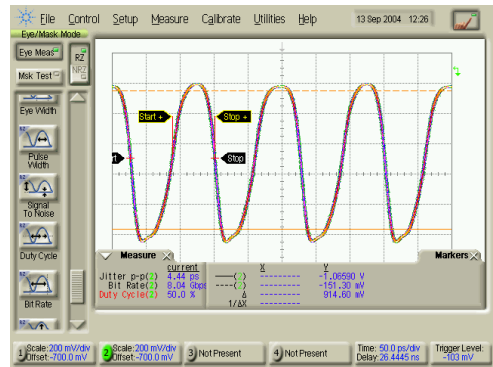 File Control Setup Measure Calibrate Utilities Help 13 Sep 2004 12:26
Eye/Mask Mode
Eye Meas
RZ
NRZ
Msk Test
Eye Width
Pulse Width
Signal To Noise
Duty Cycle
Bit Rate
Start +
Stop +
Stop
Measure
Markers
current
X
Y
Jitter p-p(2) 4.44 ps
Bit Rate(2) 8.04 Gbps
Duty Cycle(2) 50.0 %
-1.06590 V
-151.30 mV
Δ 914.60 mV
1/ΔX
1 Scale:200 mV/div Offset:-700.0 mV
2 Scale:200 mV/div Offset:-700.0 mV
3 Not Present
4 Not Present
Time: 50.0 ps/div Delay:26.4445 ns
Trigger Level: -103 mV